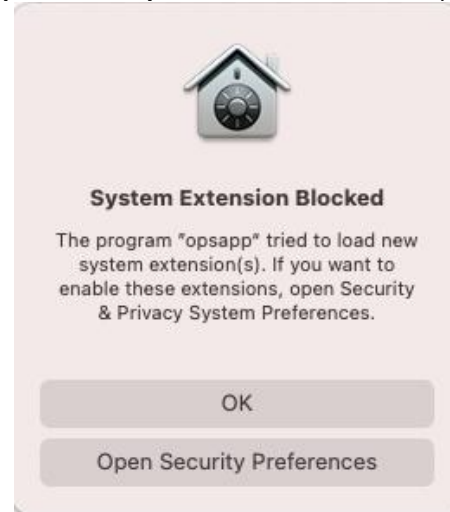 System Extension Blocked
The program "opsapp" tried to load new
system extension(s). If you want to
enable these extensions, open Security
& Privacy System Preferences.
OK
Open Security Preferences